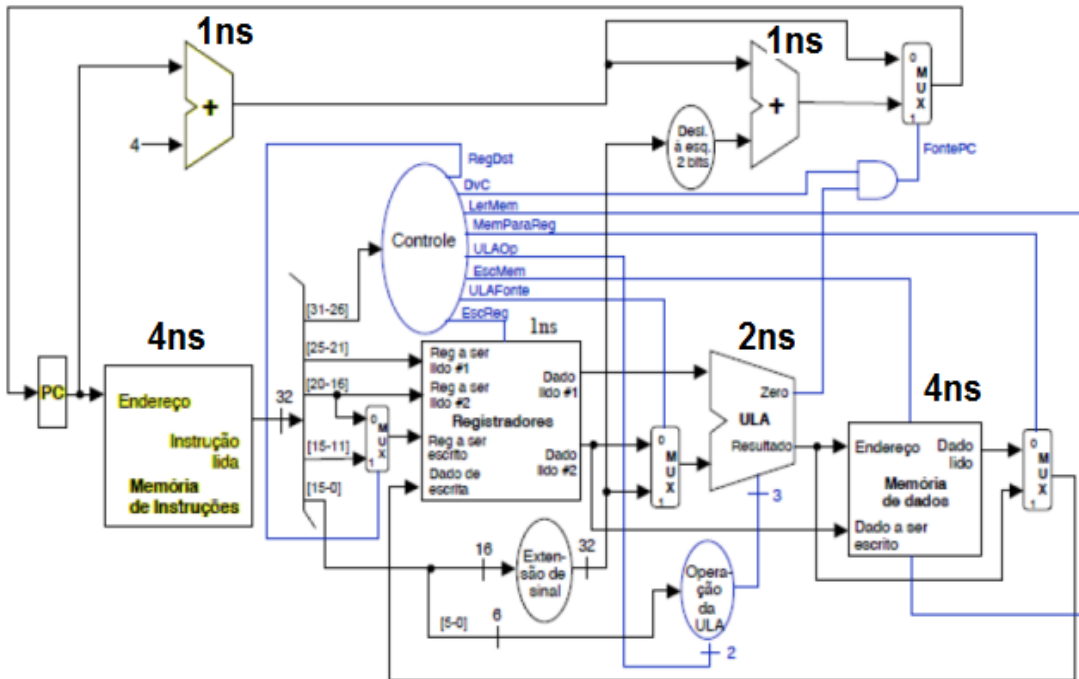 1ns
1ns
0
M
U
X
1
+
+
4
Desl.
à esq.
2 bits
FontePC
RegDst
DvC
LerMem
MemParaReg
ULAOp
EscMem
ULAFonte
EscReg
Controle
[31-26]
4ns
1ns
2ns
[25-21]
[20-16]
[15-11]
[15-0]
PC
Endereço
Instrução
lida
Memória
de Instruções
32
0
M
U
X
1
Reg a ser
lido #1
Reg a ser
lido #2
Registradores
Reg a ser
escrito
Dado de
escrita
Dado
lido #1
Dado
lido #2
0
M
U
X
1
Zero
ULA
Resultado
3
4ns
Endereço
Dado
lido
Memória
de dados
Dado a ser
escrito
0
M
U
X
1
16
Exten-
são de
sinal
32
[5-0]
6
Opera-
ção da
ULA
2